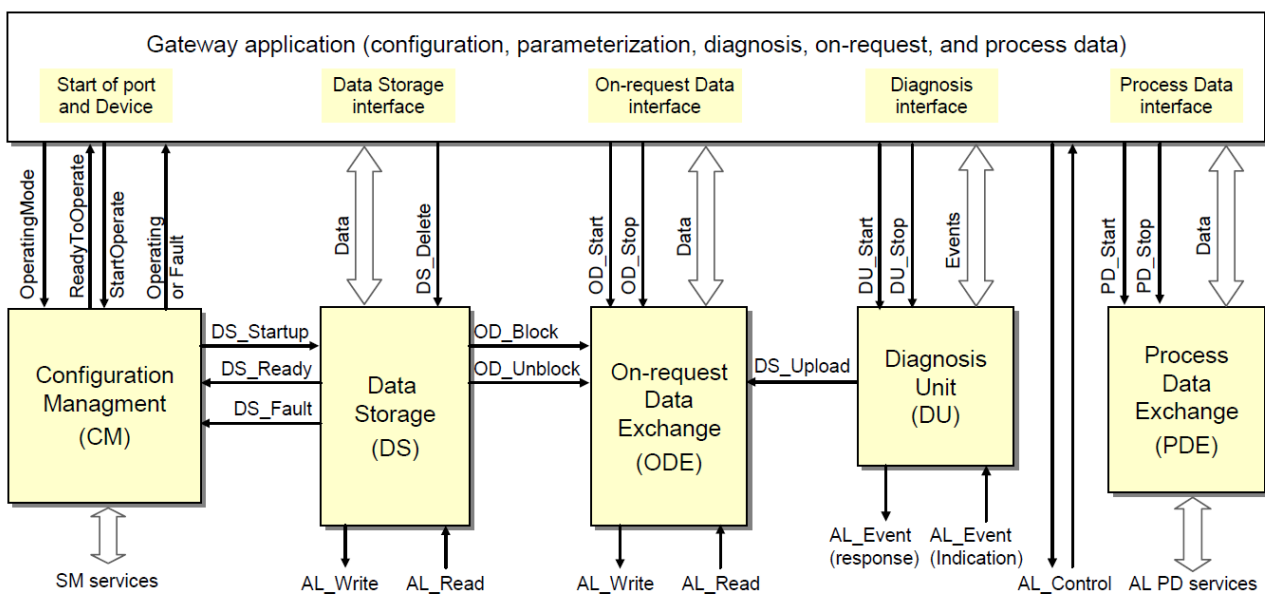 Gateway application (configuration, parameterization, diagnosis, on-request, and process data)
Start of port
and Device
Data Storage
interface
On-request Data
interface
Diagnosis
interface
Process Data
interface
OperatingMode
ReadyToOperate
StartOperate
Operating
or Fault
Data
DS_Delete
OD_Start
OD_Stop
Data
DU_Start
DU_Stop
Events
PD_Start
PD_Stop
Data
Configuration
Managment
(CM)
DS_Startup
DS_Ready
DS_Fault
Data
Storage
(DS)
OD_Block
OD_Unblock
On-request
Data
Exchange
(ODE)
DS_Upload
Diagnosis
Unit
(DU)
Process
Data
Exchange
(PDE)
SM services
AL_Write
AL_Read
AL_Write
AL_Read
AL_Event
(response)
AL_Event
(Indication)
AL_Control
AL PD services